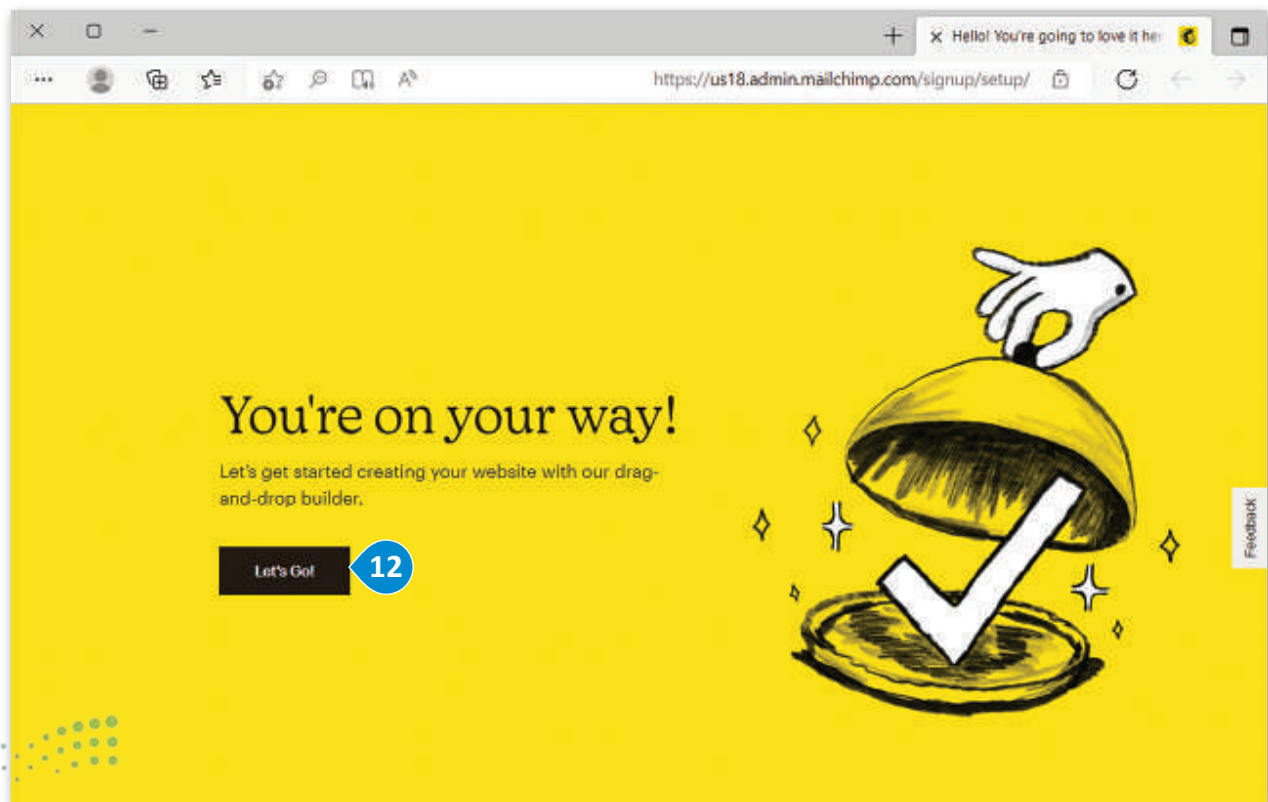 Hello! You're going to love it her
https://us18.admin.mailchimp.com/signup/setup/
You're on your way!
Let's get started creating your website with our drag-
and-drop builder.
Let's Go!
12
Feedback